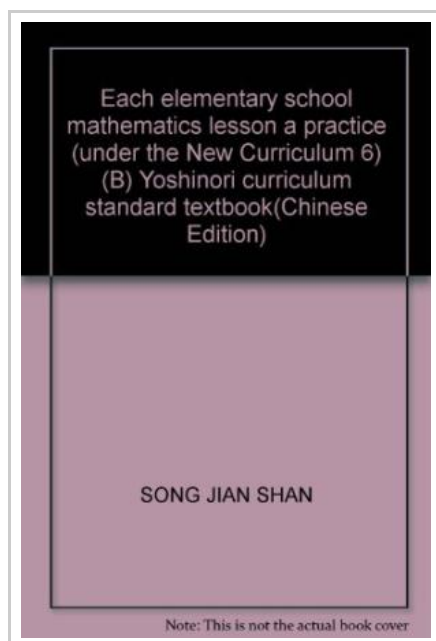 Each elementary school
mathematics lesson a practice
(under the New Curriculum 6)
(B) Yoshinori curriculum
standard textbook(Chinese
Edition)
SONG JIAN SHAN
Note: This is not the actual book cover